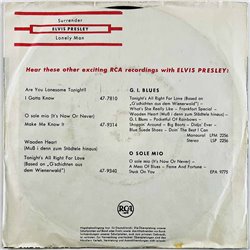 Surrender
ELVIS PRESLEY
Lonely Man
Hear these other exciting RCA recordings with ELVIS PRESLEY:
Are You Lonesome Tonight?
I Gotta Know 47-7810
O sole mio (It's Now Or Never)
Make Me Know It 47-9314
Wooden Heart
(Muß i denn zum Städtele hinaus)
Tonight's All Right For Love
(Based on „G'schichten aus
dem Wienerwald") 47-9340
G. I. BLUES
Tonight's All Right For Love (Based on
„G'schichten aus dem Wienerwald") -
What's She Really Like - Frankfort Special -
Wooden Heart (Muß i denn zum Städtele hinaus) -
G. I. Blues - Pocketful Of Rainbows -
Shoppin' Around - Big Boots - Didja' Ever -
Blue Suede Shoes - Doin' The Best I Can
Monaural LPM 2256
Stereo LSP 2256
O SOLE MIO
O sole mio (It's Now Or Never) -
A Mess Of Blues - Fame And Fortune -
Stuck On You EPA 9775
RCA